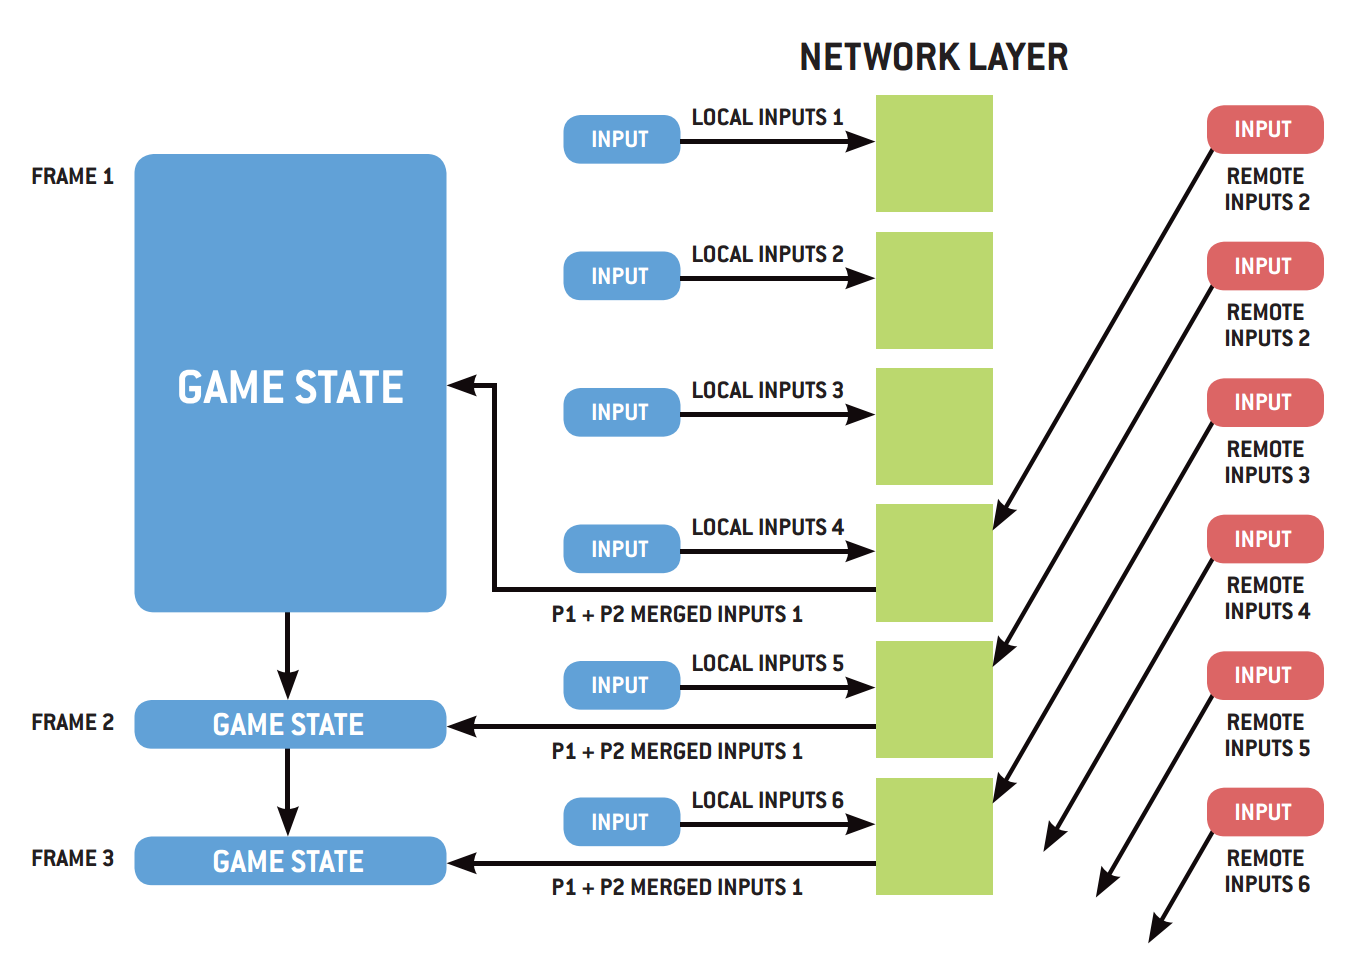 NETWORK LAYER
INPUT
LOCAL INPUTS 1
INPUT
REMOTE
INPUTS 2
FRAME 1
INPUT
LOCAL INPUTS 2
INPUT
REMOTE
INPUTS 2
GAME STATE
INPUT
LOCAL INPUTS 3
INPUT
REMOTE
INPUTS 3
INPUT
LOCAL INPUTS 4
INPUT
REMOTE
INPUTS 4
P1 + P2 MERGED INPUTS 1
INPUT
LOCAL INPUTS 5
INPUT
REMOTE
INPUTS 5
FRAME 2
GAME STATE
P1 + P2 MERGED INPUTS 1
INPUT
LOCAL INPUTS 6
INPUT
REMOTE
INPUTS 6
FRAME 3
GAME STATE
P1 + P2 MERGED INPUTS 1